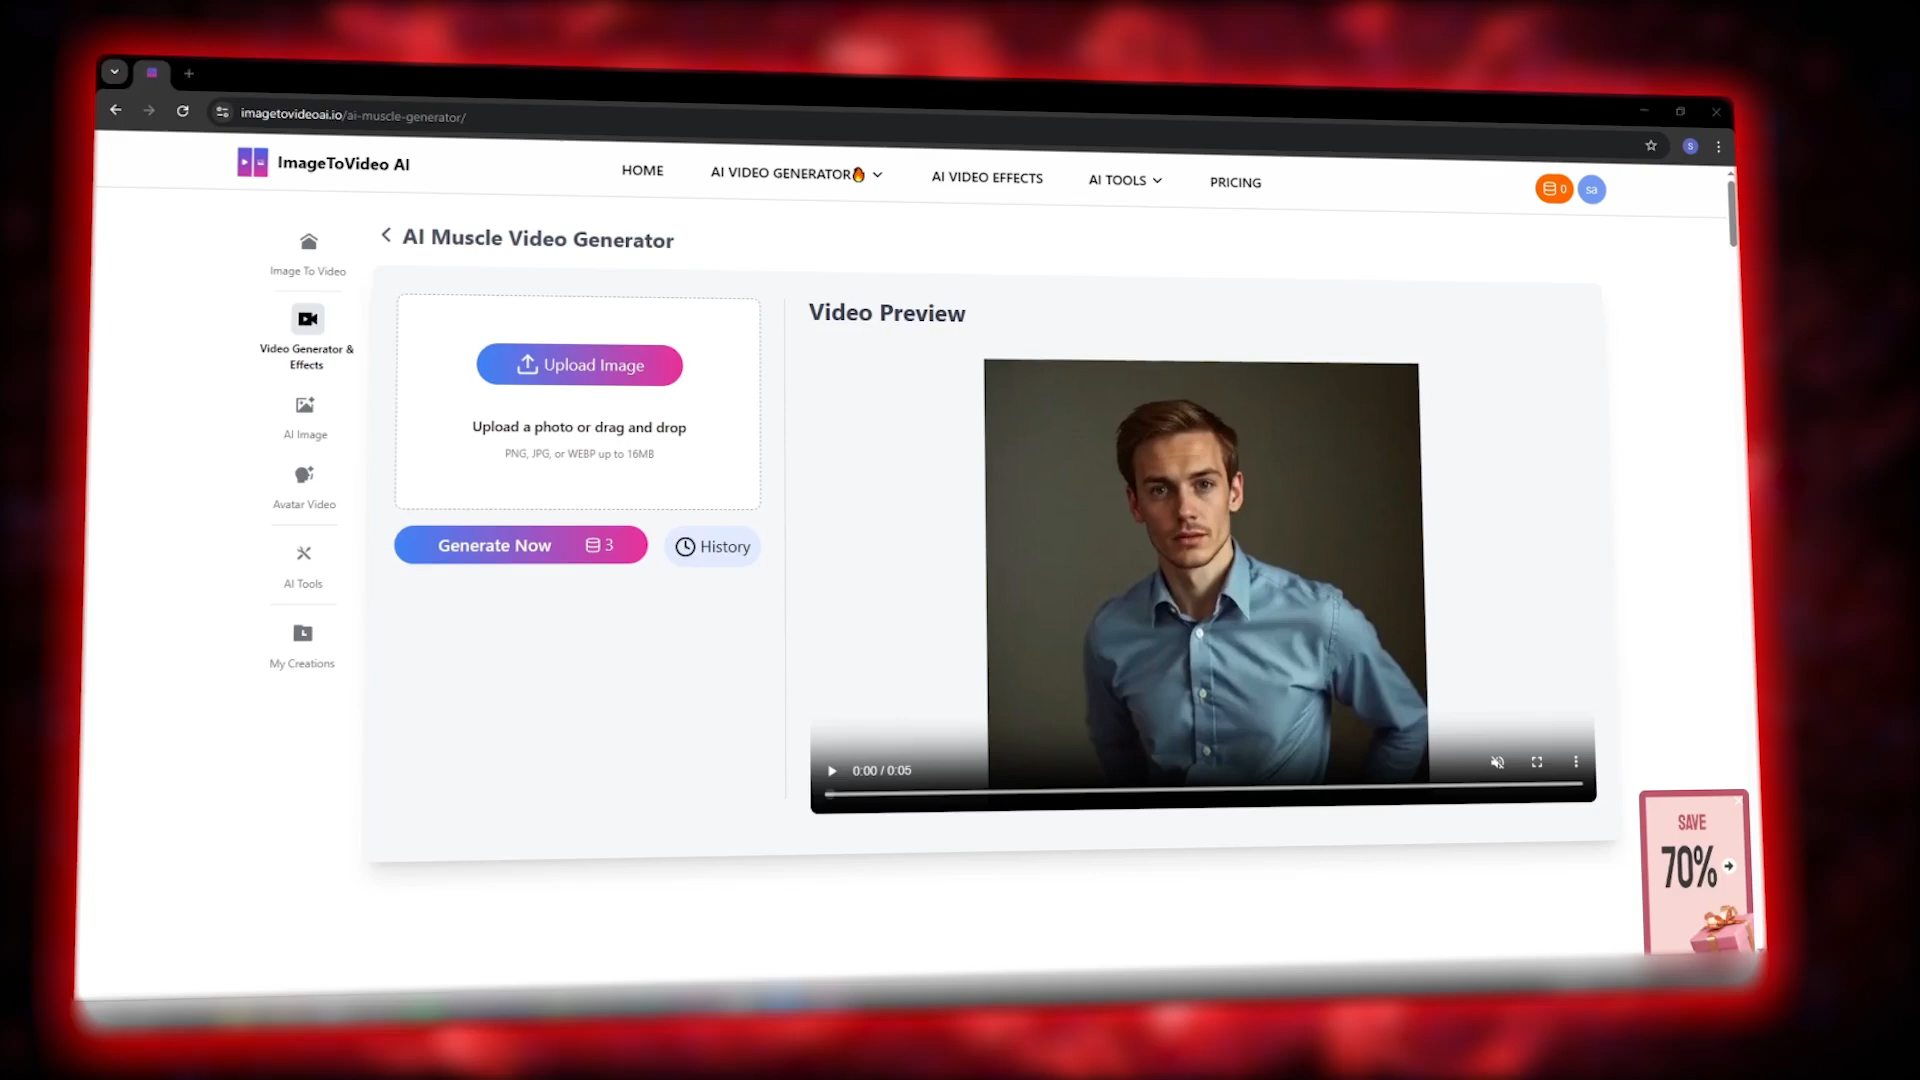 imagetovideoai.io/ai-muscle-generator/
S
ImageToVideo AI
HOME
AI VIDEO GENERATOR🔥
AI VIDEO EFFECTS
AI TOOLS
PRICING
0
sa
Image To Video
Video Generator &
Effects
AI Image
Avatar Video
AI Tools
My Creations
AI Muscle Video Generator
Upload Image
Upload a photo or drag and drop
PNG, JPG, or WEBP up to 16MB
Generate Now 3
History
Video Preview
0:00 / 0:05
SAVE
70%